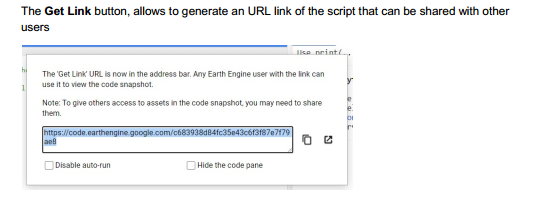 The Get Link button, allows to generate an URL link of the script that can be shared with other
users
Use print(
The 'Get Link' URL is now in the address bar. Any Earth Engine user with the link can
use it to view the code snapshot.
Note: To give others access to assets in the code snapshot, you may need to share
them.
https://code.earthengine.google.com/c683938d84fc35e43c6f3f87e7f79
ae8
Disable auto-run
Hide the code pane